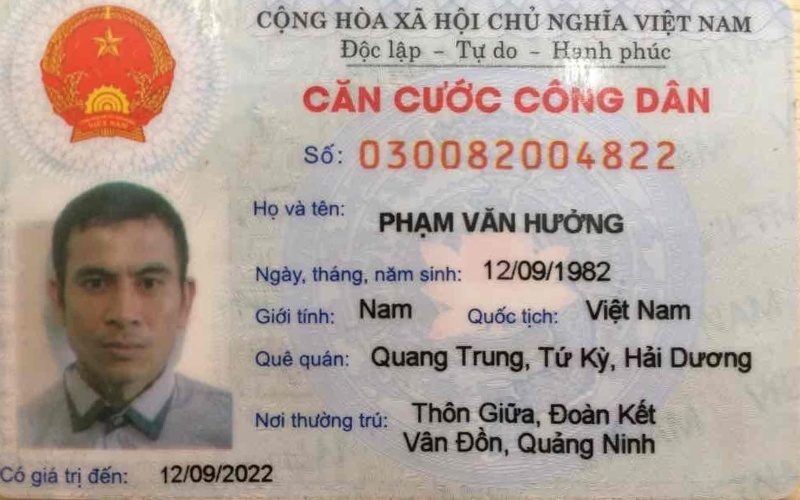 CỘNG HÒA XÃ HỘI CHỦ NGHĨA VIỆT NAM
Độc lập – Tự do – Hạnh phúc
CĂN CƯỚC CÔNG DÂN
Số: 030082004822
Họ và tên: PHẠM VĂN HƯỞNG
Ngày, tháng, năm sinh: 12/09/1982
Giới tính: Nam Quốc tịch: Việt Nam
Quê quán: Quang Trung, Tứ Kỳ, Hải Dương
Nơi thường trú: Thôn Giữa, Đoàn Kết
Vân Đồn, Quảng Ninh
Có giá trị đến: 12/09/2022